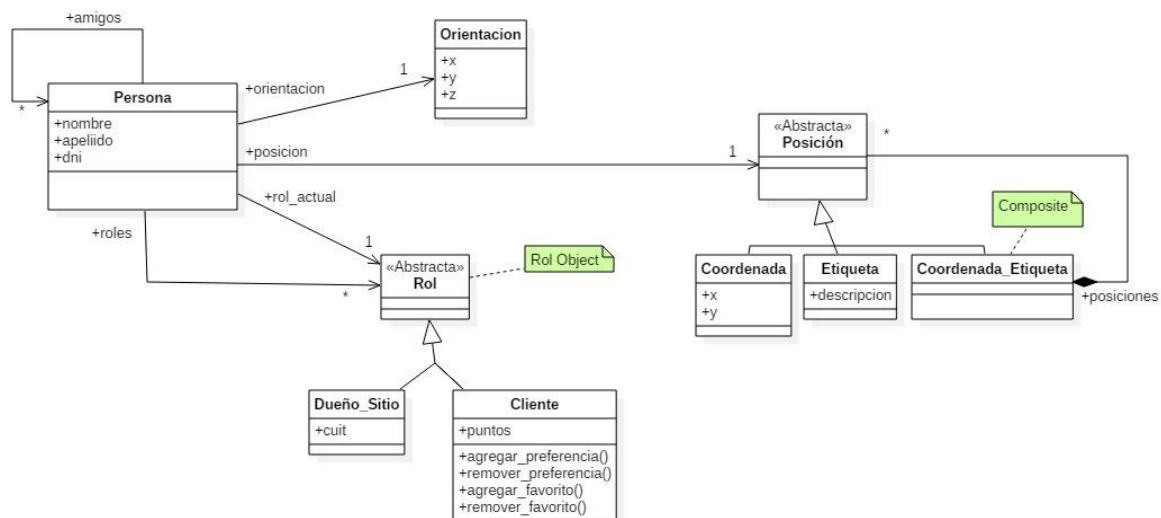 +amigos
*
Persona
+nombre
+apeliido
+dni
+orientacion
1
Orientacion
+x
+y
+z
+posicion
1
«Abstracta»
Posición
*
Composite
+rol_actual
1
+roles
*
«Abstracta»
Rol
Rol Object
Coordenada
+x
+y
Etiqueta
+descripcion
Coordenada_Etiqueta
+posiciones
Dueño_Sitio
+cuit
Cliente
+puntos
+agregar_preferencia()
+remover_preferencia()
+agregar_favorito()
+remover_favorito()